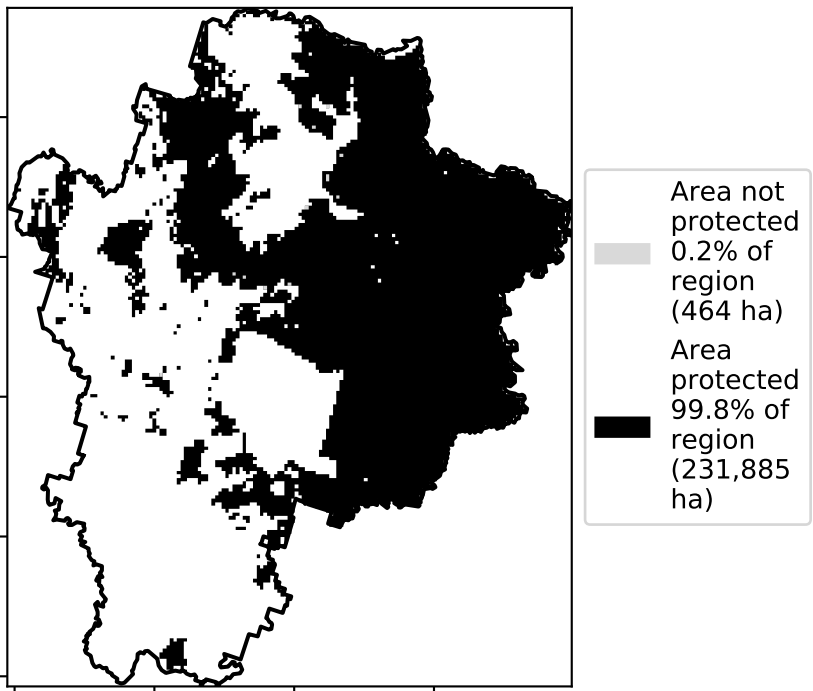 Area not
protected
0.2% of
region
(464 ha)
Area
protected
99.8% of
region
(231,885
ha)